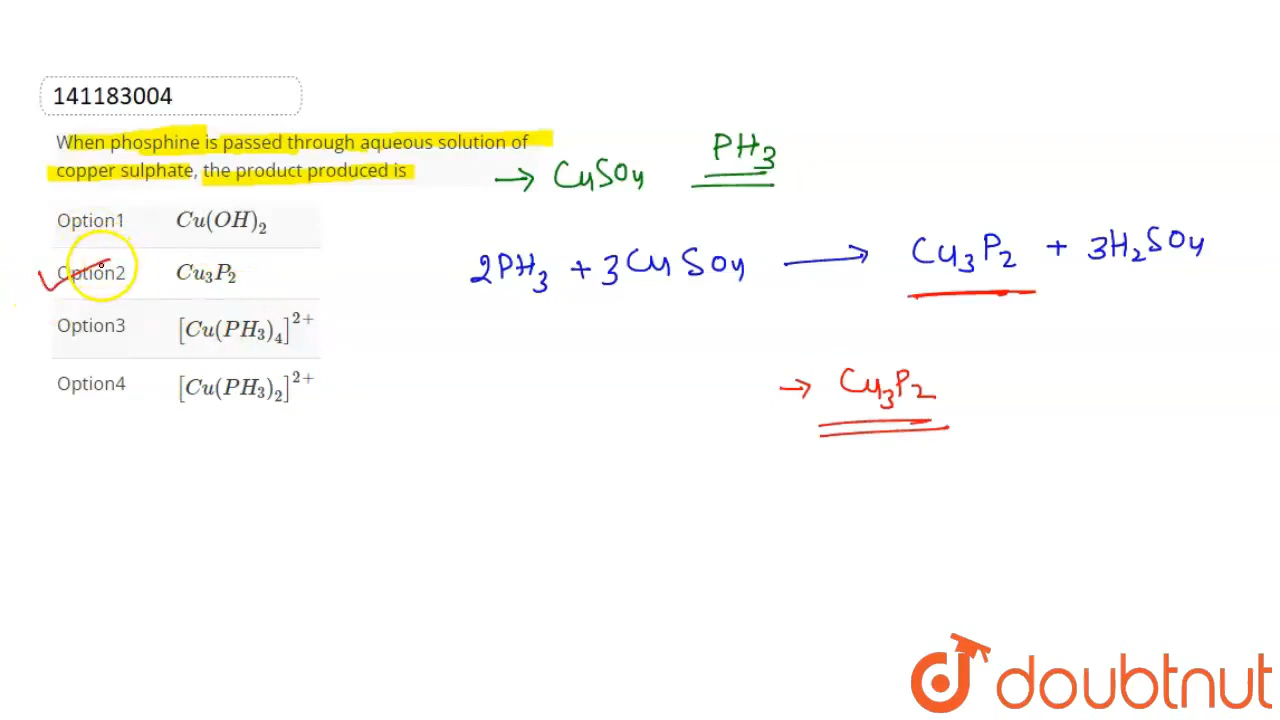 141183004
When phosphine is passed through aqueous solution of
copper sulphate, the product produced is
Option1 Cu(OH)₂
Option2 Cu₃P₂
Option3 [Cu(PH₃)₄]²⁺
Option4 [Cu(PH₃)₂]²⁺
→ CuSO₄ PH₃
2PH₃ + 3CuSO₄ ⟶ Cu₃P₂ + 3H₂SO₄
→ Cu₃P₂
doubtnut